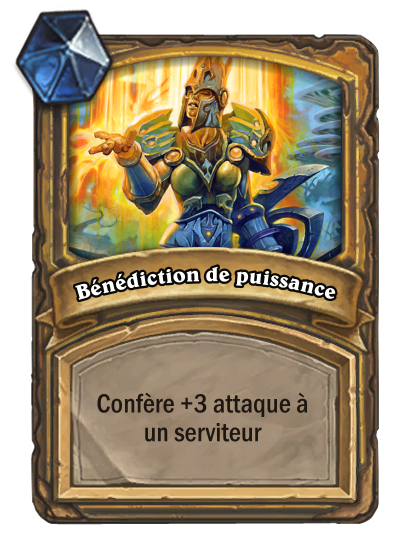 Bénédiction de puissance
Confère +3 attaque à
un serviteur